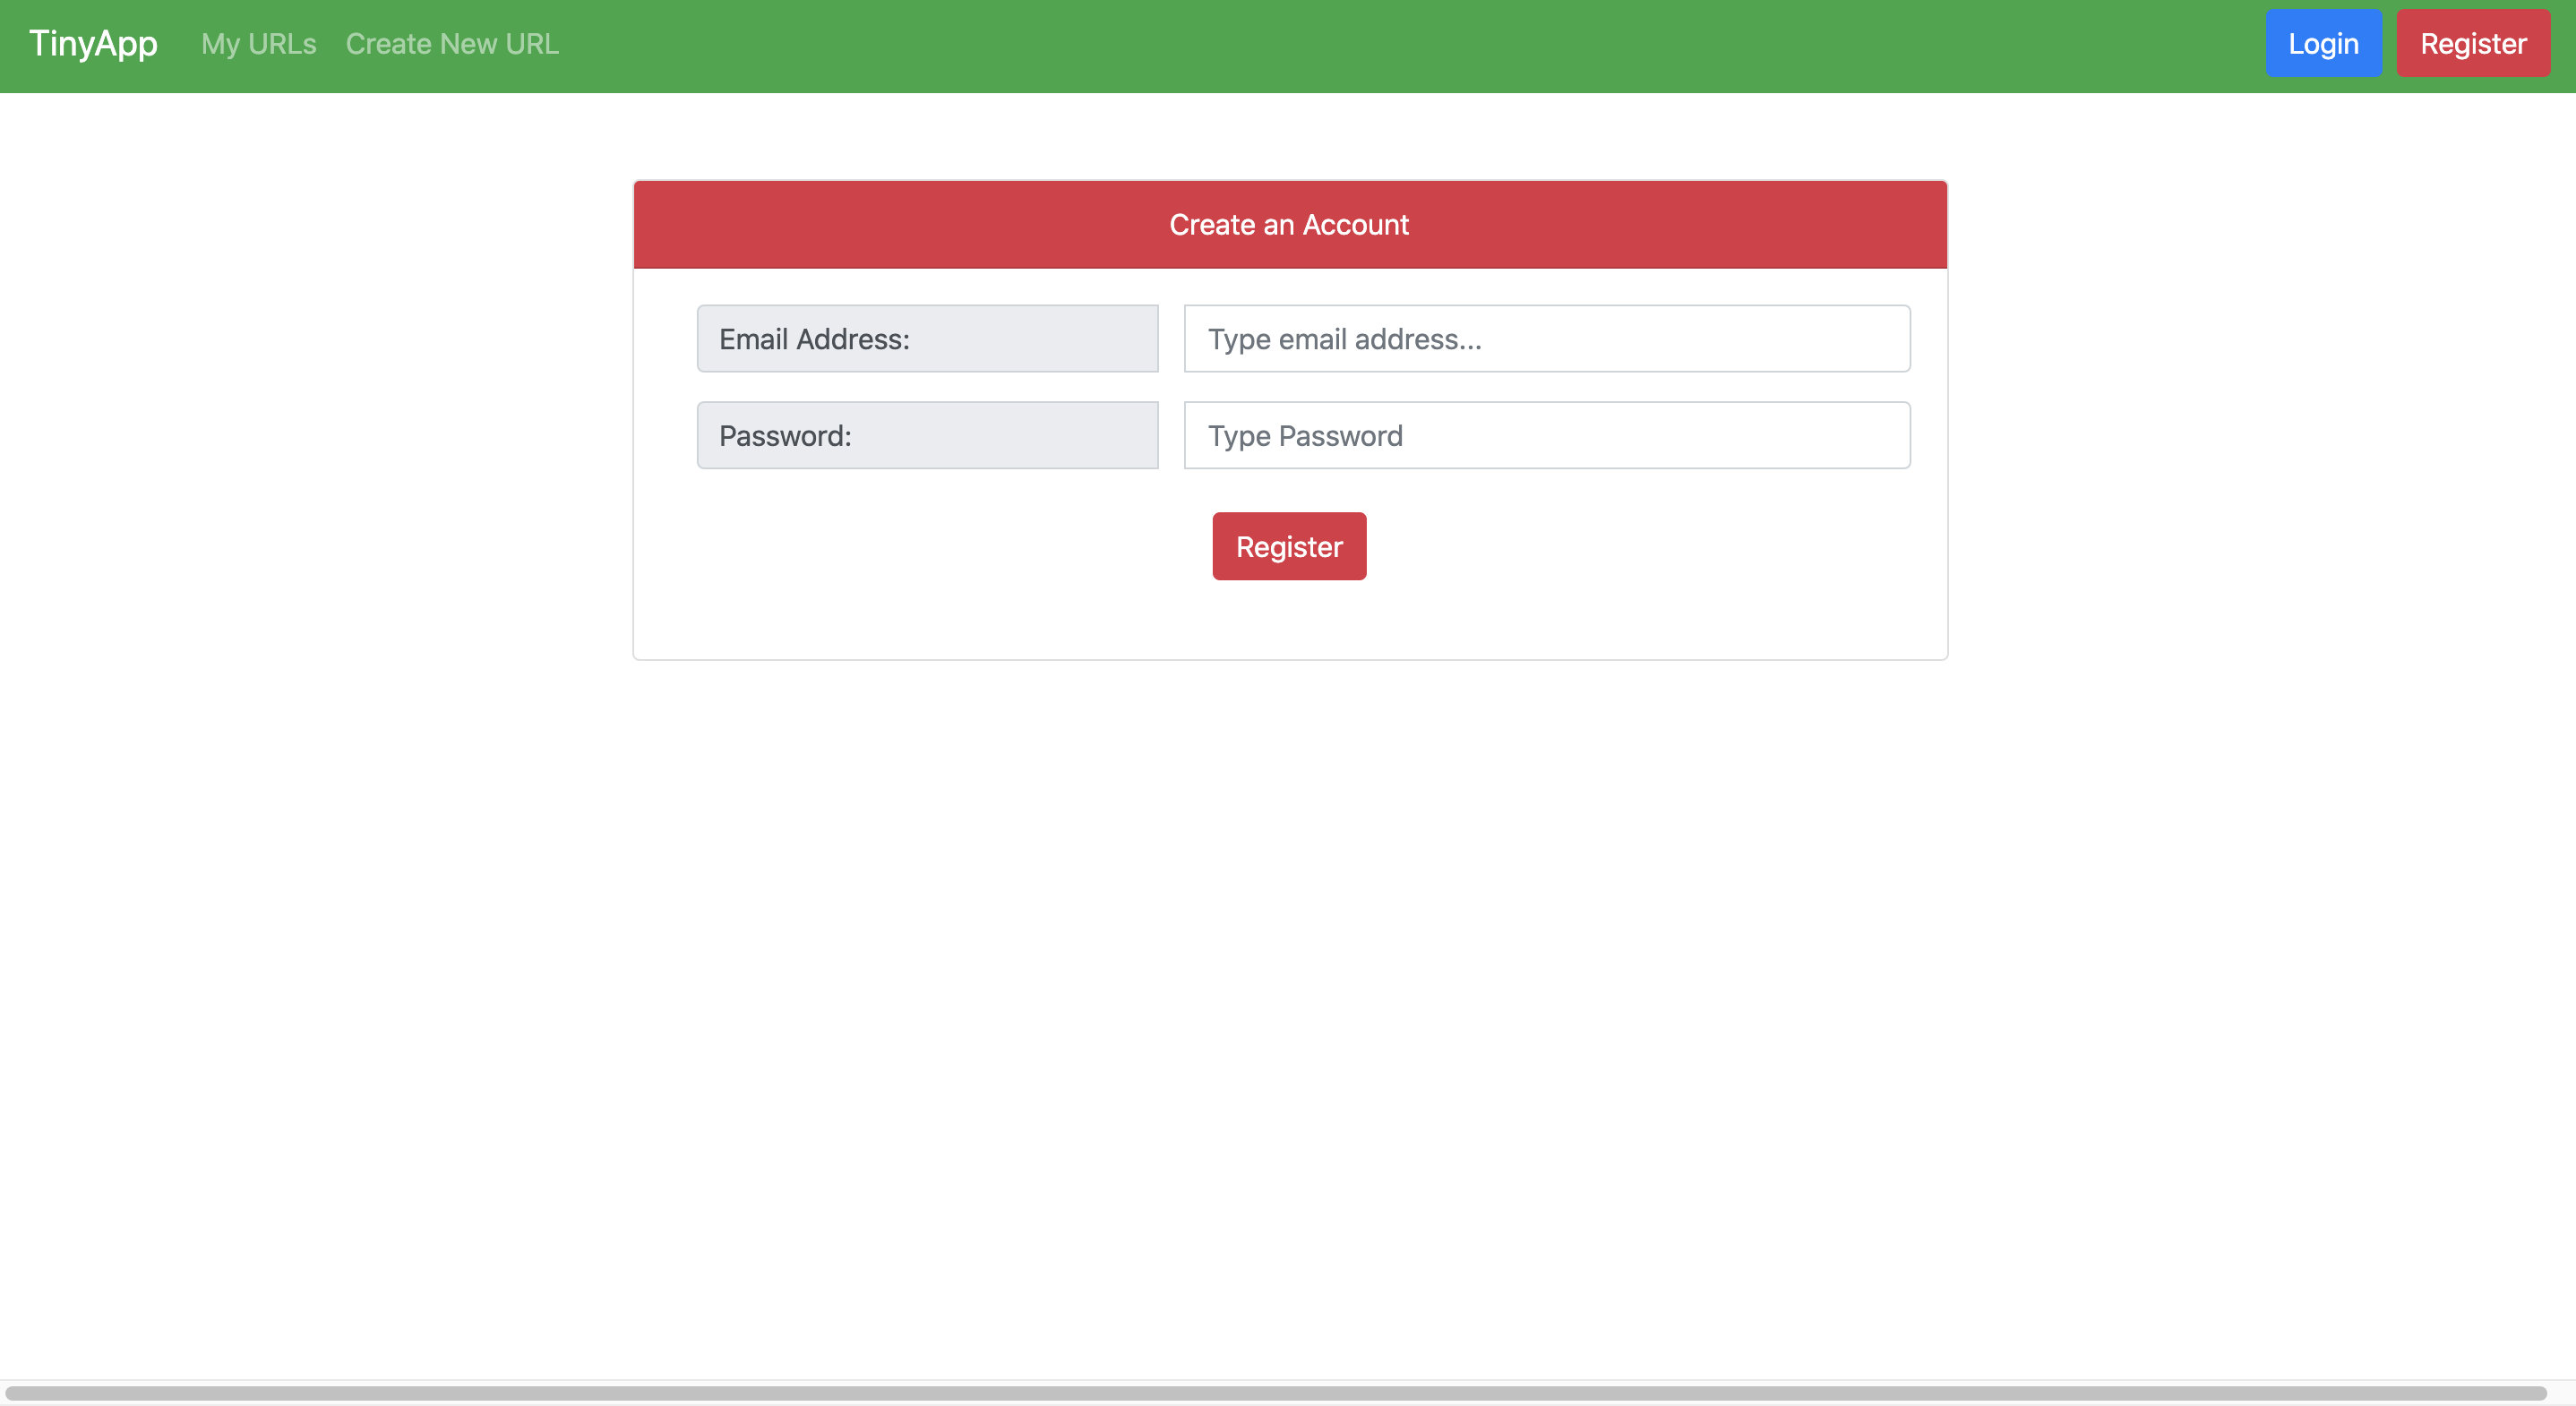 TinyApp My URLs Create New URL Login Register
Create an Account
Email Address: Type email address...
Password: Type Password
Register